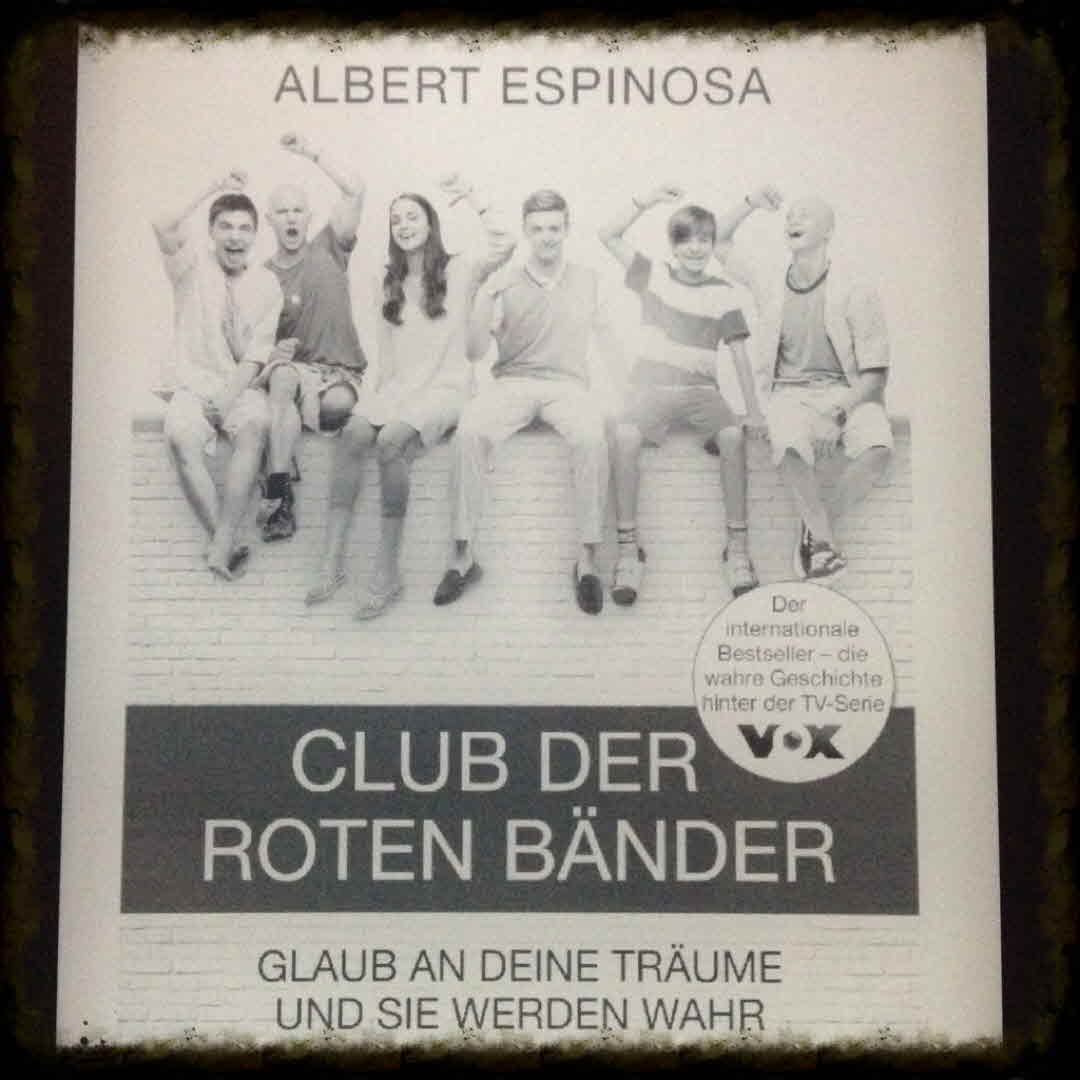 ALBERT ESPINOSA
Der
internationale
Bestseller – die
wahre Geschichte
hinter der TV-Serie
VOX
CLUB DER
ROTEN BÄNDER
GLAUB AN DEINE TRÄUME
UND SIE WERDEN WAHR